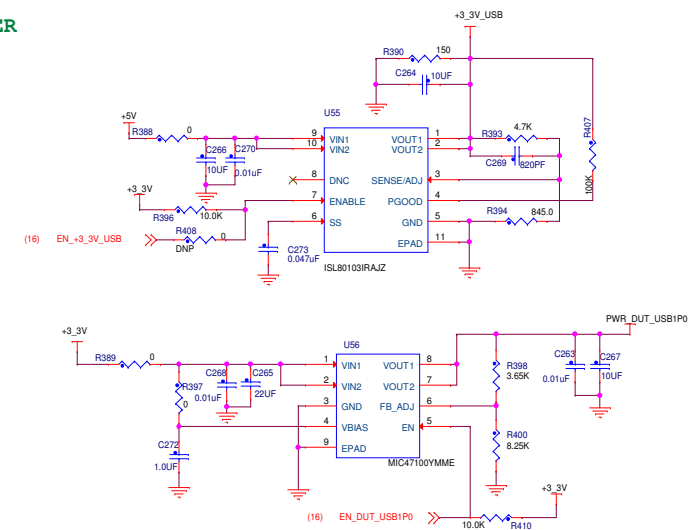 ER
+3_3V_USB
R390
150
C264
10UF
+5V
R388
0
U55
C266
10UF
C270
0.01uF
9
VIN1
10
VIN2
8
DNC
7
ENABLE
6
SS
VOUT1
1
VOUT2
2
SENSE/ADJ
3
PGOOD
4
GND
5
EPAD
11
ISL80103IRAJZ
R393
4.7K
C269
820PF
R407
100K
R394
845.0
+3_3V
R396
10.0K
(16)
EN_+3_3V_USB
R408
DNP
0
C273
0.047uF
PWR_DUT_USB1P0
+3_3V
R389
0
R397
0
C268
0.01uF
C265
22UF
C272
1.0UF
U56
1
VIN1
2
VIN2
3
GND
4
VBIAS
9
EPAD
VOUT1
8
VOUT2
7
FB_ADJ
6
EN
5
MIC47100YMME
R398
3.65K
R400
8.25K
C263
0.01uF
C267
10UF
(16)
EN_DUT_USB1P0
+3_3V
10.0K
R410